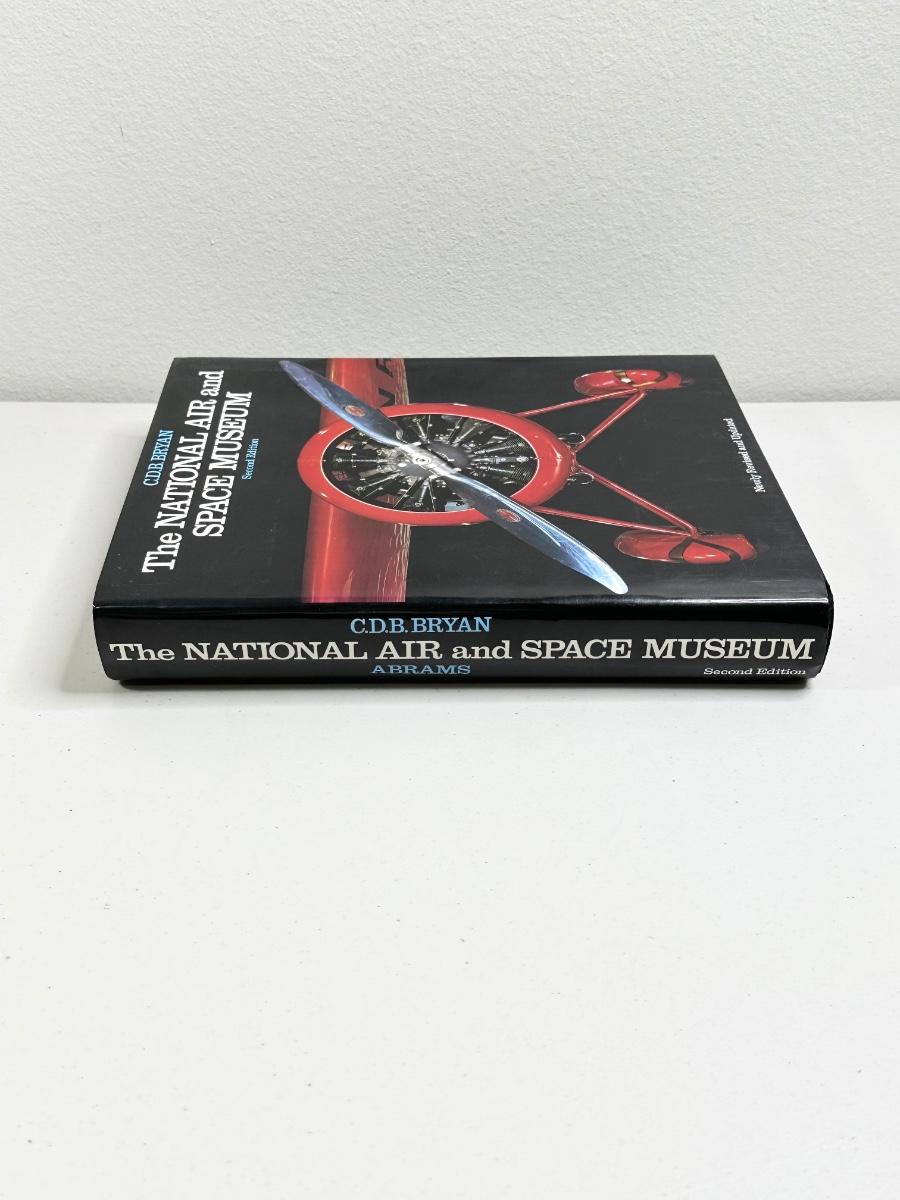 C.D.B. BRYAN
The NATIONAL AIR and
SPACE MUSEUM
Second Edition
Newly Revised and Updated
C.D.B. BRYAN
The NATIONAL AIR and SPACE MUSEUM
ABRAMS
Second Edition